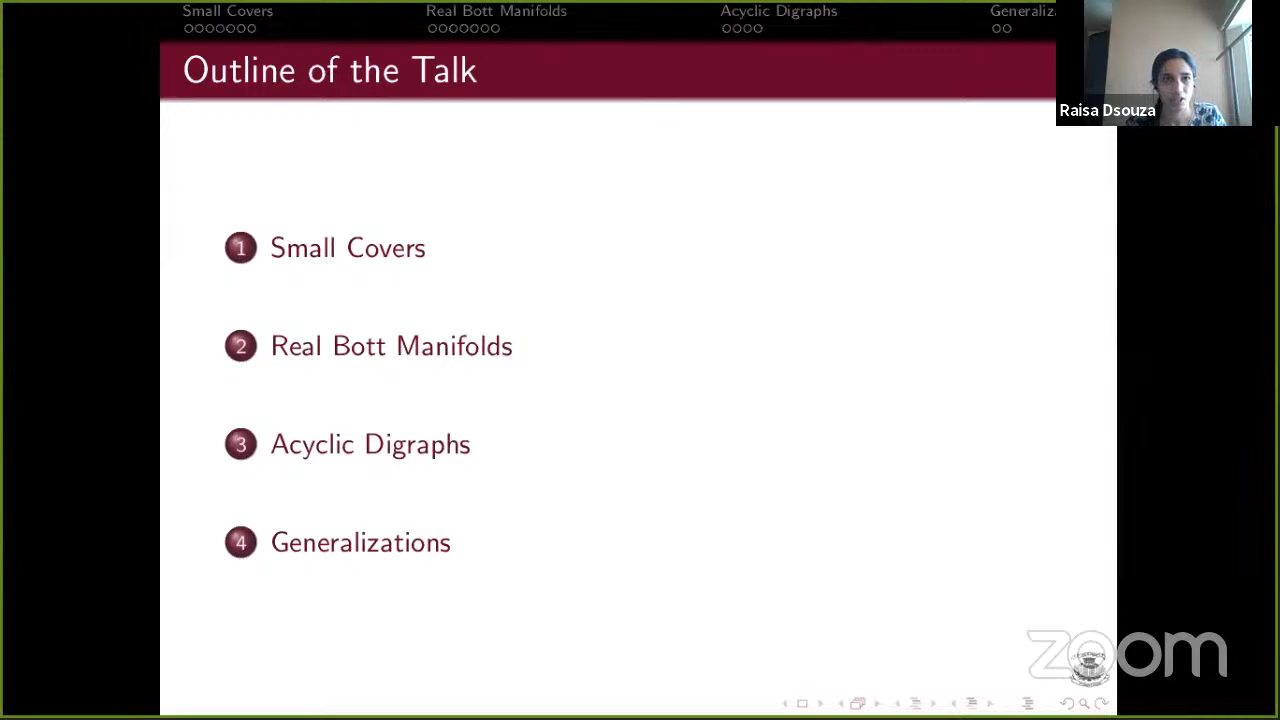 Small Covers
Real Bott Manifolds
Acyclic Digraphs
Generaliz
Outline of the Talk
Raisa Dsouza
1 Small Covers
2 Real Bott Manifolds
3 Acyclic Digraphs
4 Generalizations
zoom